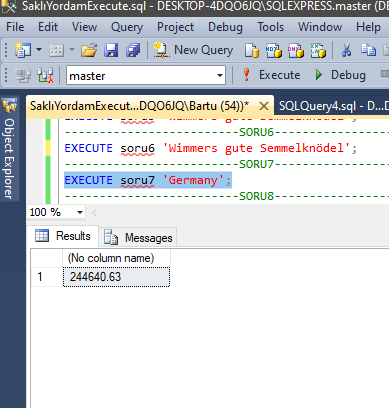 SaklıYordamExecute.sql - DESKTOP-4DQO6JQ\SQLEXPRESS.master (DE
File Edit View Query Project Debug Tools Window Help
New Query
master
Execute
Debug
SaklıYordamExecut...DQO6JQ\Bartu (54))*
SQLQuery4.sql - D...D
Object Explorer
------------------------------SORU6--------------------
EXECUTE soru6 'Wimmers gute Semmelknödel';
------------------------------SORU7--------------------
EXECUTE soru7 'Germany';
------------------------------SORU8--------------------
100 %
Results
Messages
(No column name)
1
244640.63